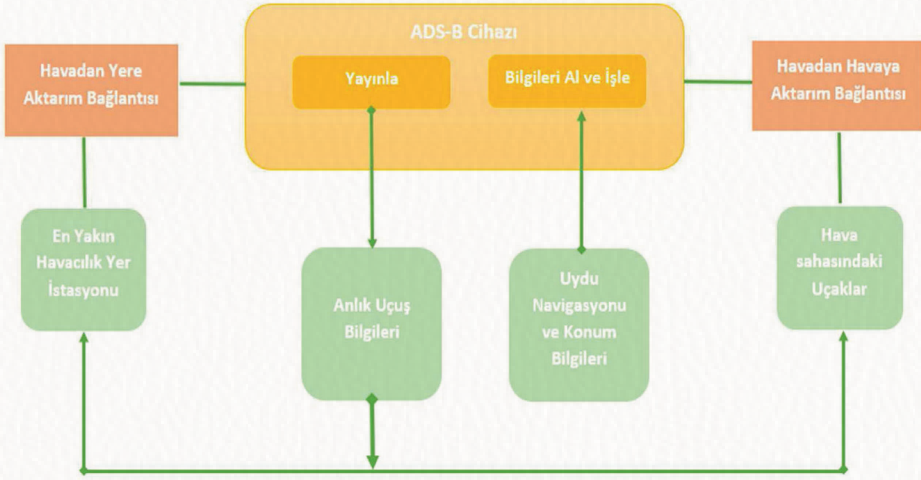 ADS-B Cihazı
Havadan Yere
Aktarım Bağlantısı
Yayınla
Bilgileri Al ve İşle
Havadan Havaya
Aktarım Bağlantısı
En Yakın
Havacılık Yer
İstasyonu
Anlık Uçuş
Bilgileri
Uydu
Navigasyonu
ve Konum
Bilgileri
Hava
sahasındaki
Uçaklar